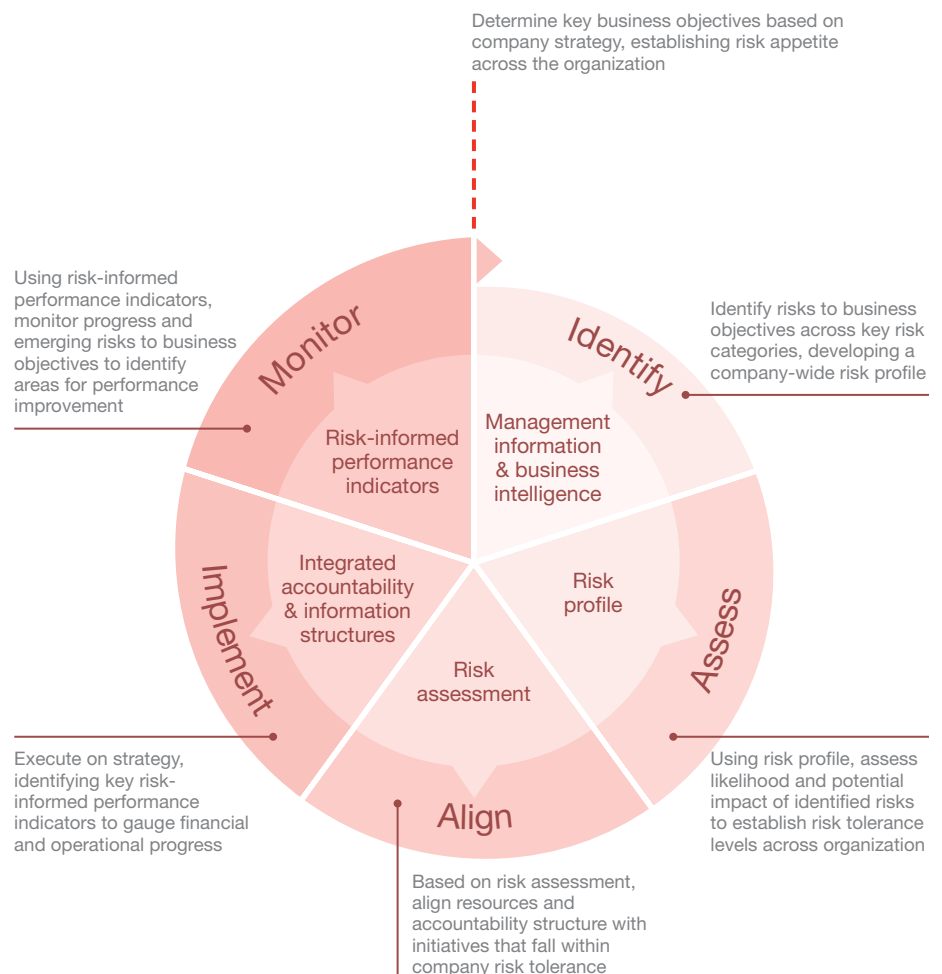 Determine key business objectives based on
company strategy, establishing risk appetite
across the organization
Identify
Management
information
& business
intelligence
Identify risks to business
objectives across key risk
categories, developing a
company-wide risk profile
Assess
Risk
profile
Using risk profile, assess
likelihood and potential
impact of identified risks
to establish risk tolerance
levels across organization
Align
Risk
assessment
Based on risk assessment,
align resources and
accountability structure with
initiatives that fall within
company risk tolerance
Implement
Integrated
accountability
& information
structures
Execute on strategy,
identifying key risk-
informed performance
indicators to gauge financial
and operational progress
Monitor
Risk-informed
performance
indicators
Using risk-informed
performance indicators,
monitor progress and
emerging risks to business
objectives to identify
areas for performance
improvement